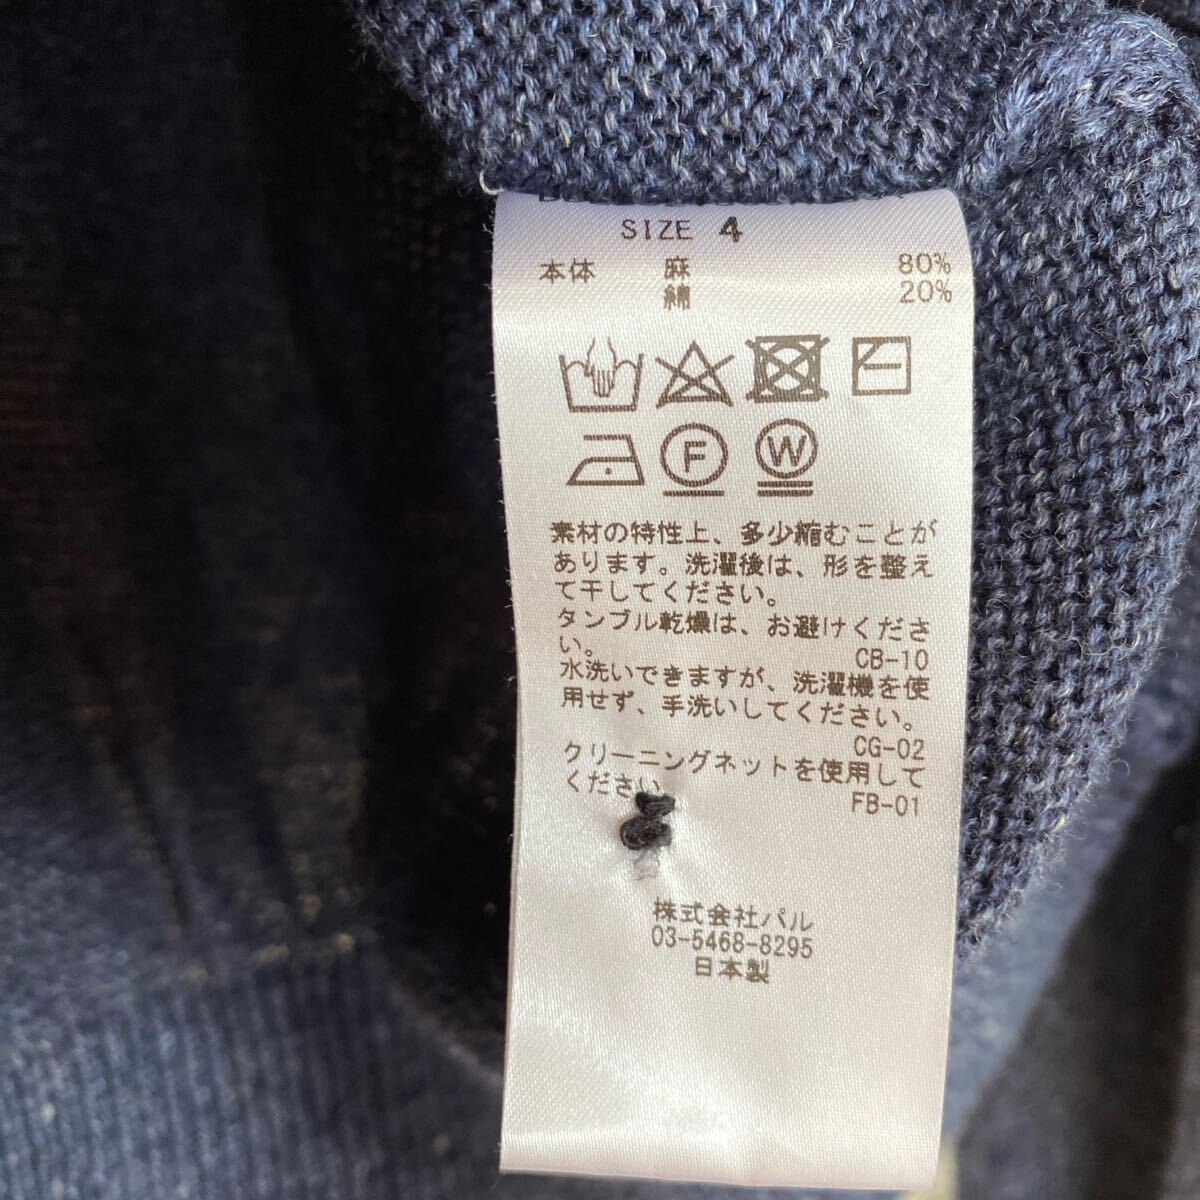 SIZE 4
本体 麻 80%
綿 20%
F W
素材の特性上、多少縮むことが
あります。洗濯後は、形を整え
て干してください。
タンブル乾燥は、お避けくださ
い。 CB-10
水洗いできますが、洗濯機を使
用せず、手洗いしてください。
CG-02
クリーニングネットを使用して
ください。 FB-01
株式会社パル
03-5468-8295
日本製